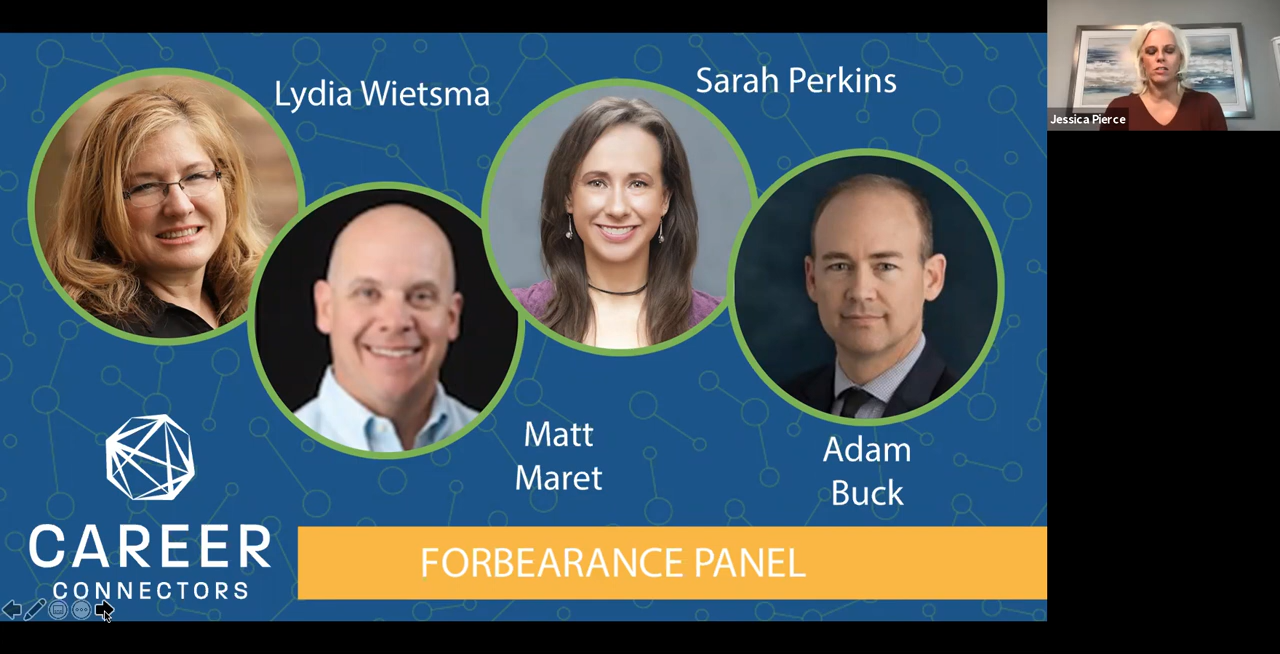 Lydia Wietsma
Sarah Perkins
Jessica Pierce
Matt
Maret
Adam
Buck
CAREER
CONNECTORS
FORBEARANCE PANEL